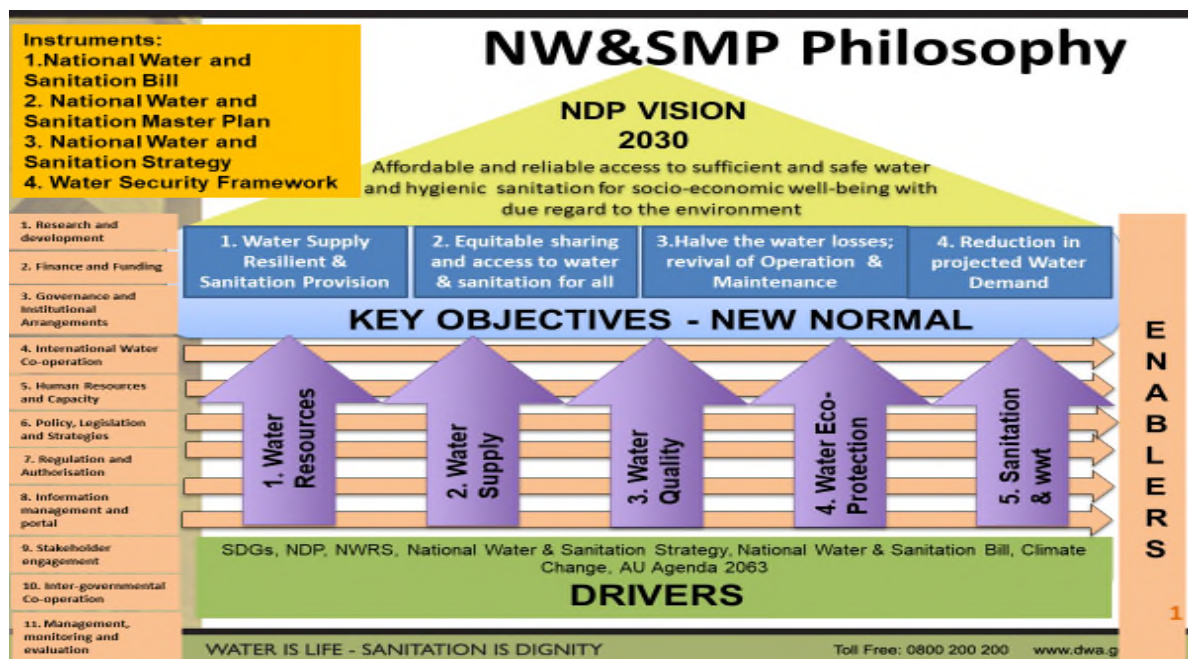 Instruments:
1.National Water and
Sanitation Bill
2. National Water and
Sanitation Master Plan
3. National Water and
Sanitation Strategy
4. Water Security Framework
NW&SMP Philosophy
NDP VISION
2030
Affordable and reliable access to sufficient and safe water
and hygienic sanitation for socio-economic well-being with
due regard to the environment
1. Research and
development
2. Finance and Funding
3. Governance and
Institutional
Arrangements
4. International Water
Co-operation
5. Human Resources
and Capacity
6. Policy, Legislation
and Strategies
7. Regulation and
Authorisation
8. Information
management and
portal
9. Stakeholder
engagement
10. Inter-governmental
Co-operation
11. Management,
monitoring and
evaluation
1. Water Supply
Resilient &
Sanitation Provision
2. Equitable sharing
and access to water
& sanitation for all
3.Halve the water losses;
revival of Operation &
Maintenance
4. Reduction in
projected Water
Demand
KEY OBJECTIVES - NEW NORMAL
1. Water
Resources
2. Water
Supply
3. Water
Quality
4. Water Eco-
Protection
5. Sanitation
& wwt
ENABLERS
SDGs, NDP, NWRS, National Water & Sanitation Strategy, National Water & Sanitation Bill, Climate
Change, AU Agenda 2063
DRIVERS
1
WATER IS LIFE - SANITATION IS DIGNITY
Toll Free: 0800 200 200 www.dwa.g